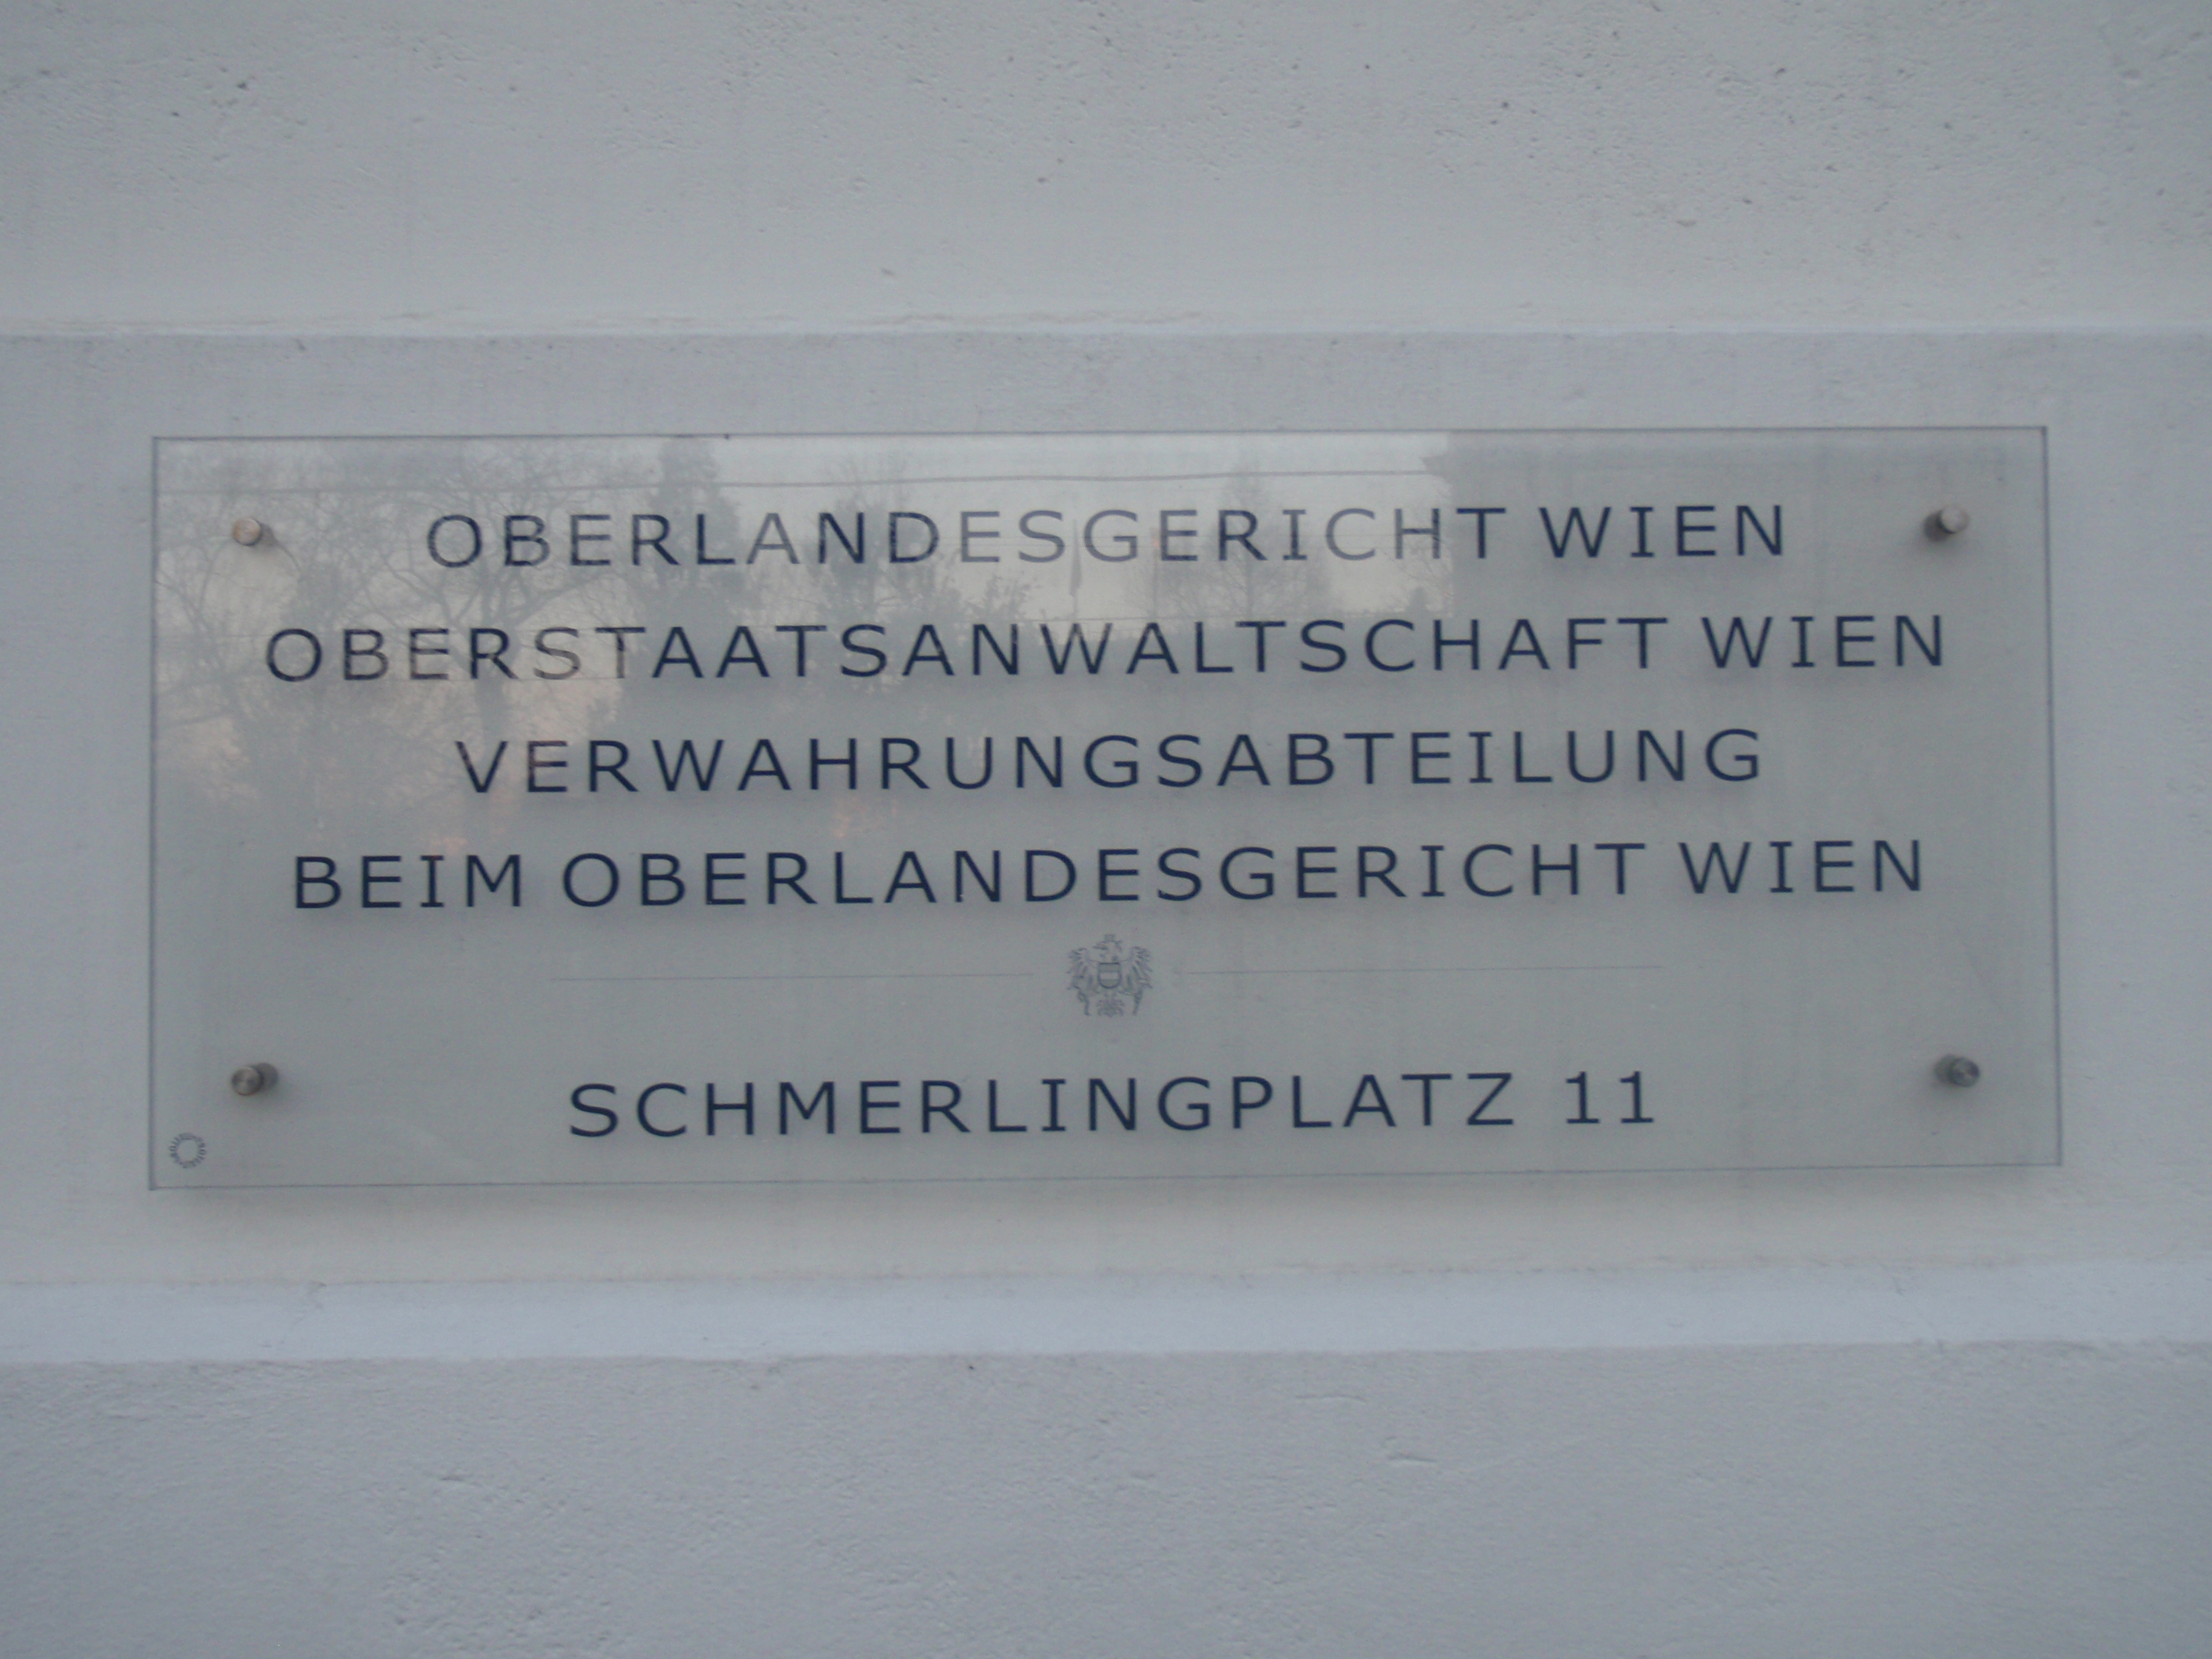 OBERLANDESGERICHT WIEN
OBERSTAATSANWALTSCHAFT WIEN
VERWAHRUNGSABTEILUNG
BEIM OBERLANDESGERICHT WIEN
SCHMERLINGPLATZ 11